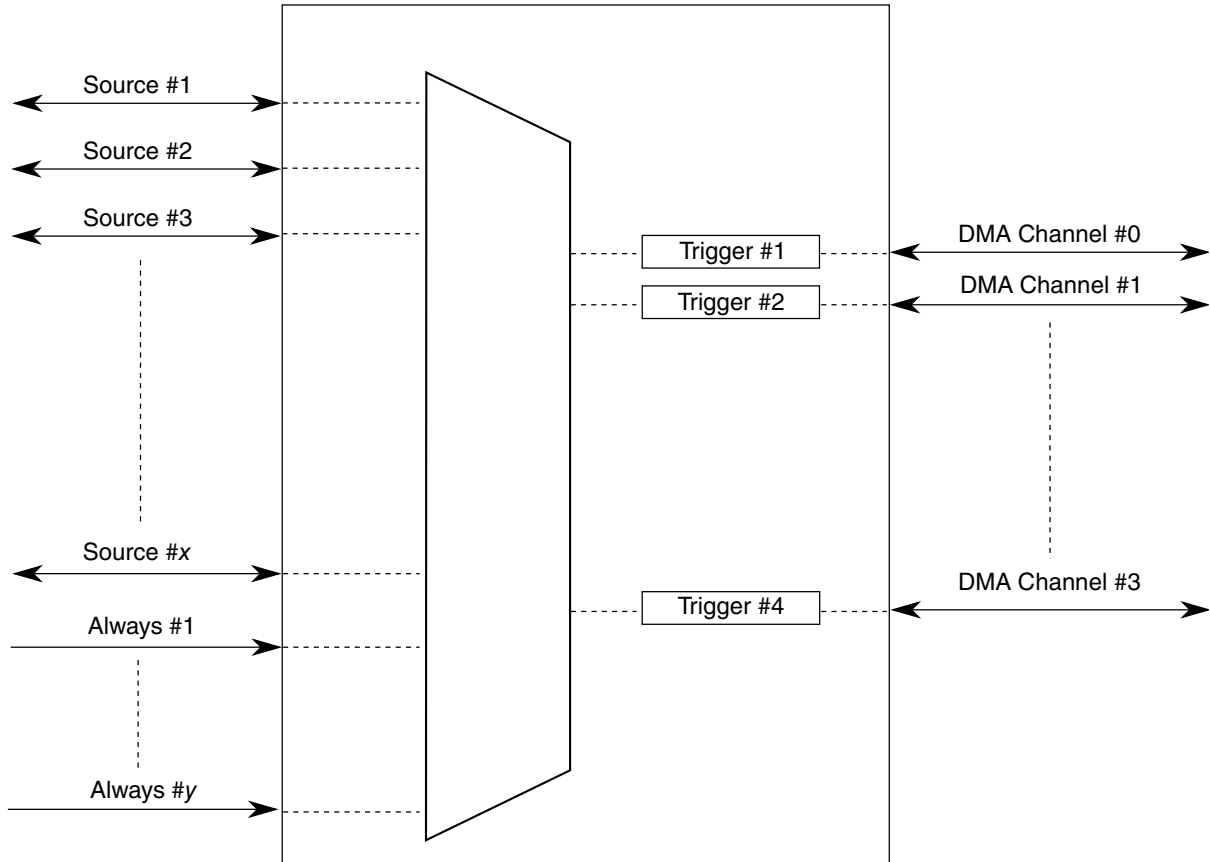 Source #1
Source #2
Source #3
Source #x
Always #1
Always #y
Trigger #1
Trigger #2
Trigger #4
DMA Channel #0
DMA Channel #1
DMA Channel #3